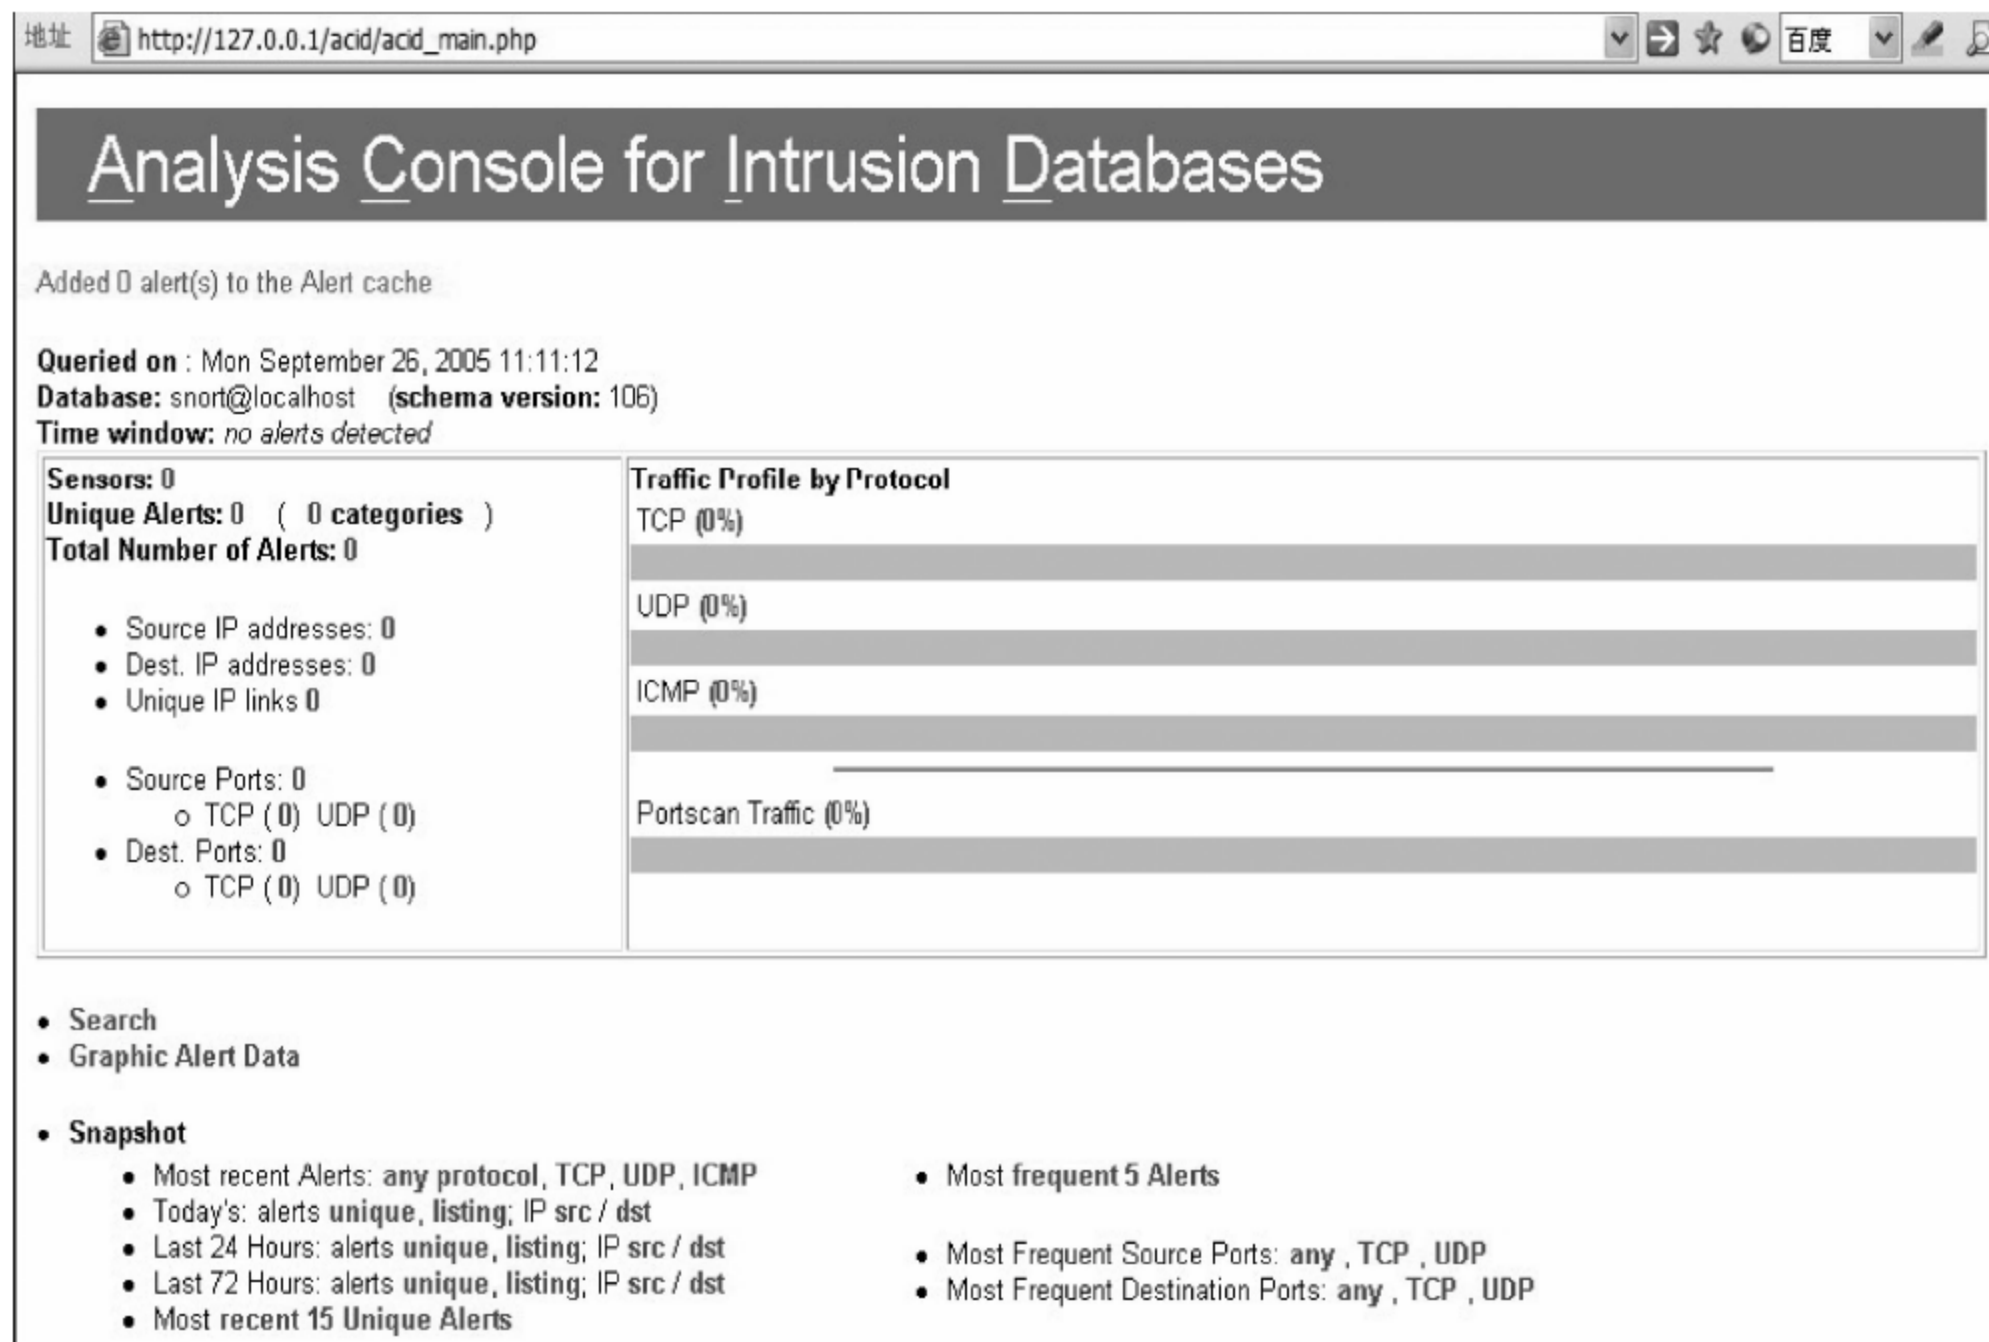 地址 http://127.0.0.1/acid/acid_main.php 百度
Analysis Console for Intrusion Databases
Added 0 alert(s) to the Alert cache
Queried on : Mon September 26, 2005 11:11:12
Database: snort@localhost (schema version: 106)
Time window: no alerts detected
Sensors: 0
Unique Alerts: 0 ( 0 categories )
Total Number of Alerts: 0
Source IP addresses: 0
Dest. IP addresses: 0
Unique IP links 0
Source Ports: 0
TCP ( 0) UDP ( 0)
Dest. Ports: 0
TCP ( 0) UDP ( 0)
Traffic Profile by Protocol
TCP (0%)
UDP (0%)
ICMP (0%)
Portscan Traffic (0%)
Search
Graphic Alert Data
Snapshot
Most recent Alerts: any protocol, TCP, UDP, ICMP
Today's: alerts unique, listing; IP src / dst
Last 24 Hours: alerts unique, listing; IP src / dst
Last 72 Hours: alerts unique, listing; IP src / dst
Most recent 15 Unique Alerts
Most frequent 5 Alerts
Most Frequent Source Ports: any , TCP , UDP
Most Frequent Destination Ports: any , TCP , UDP